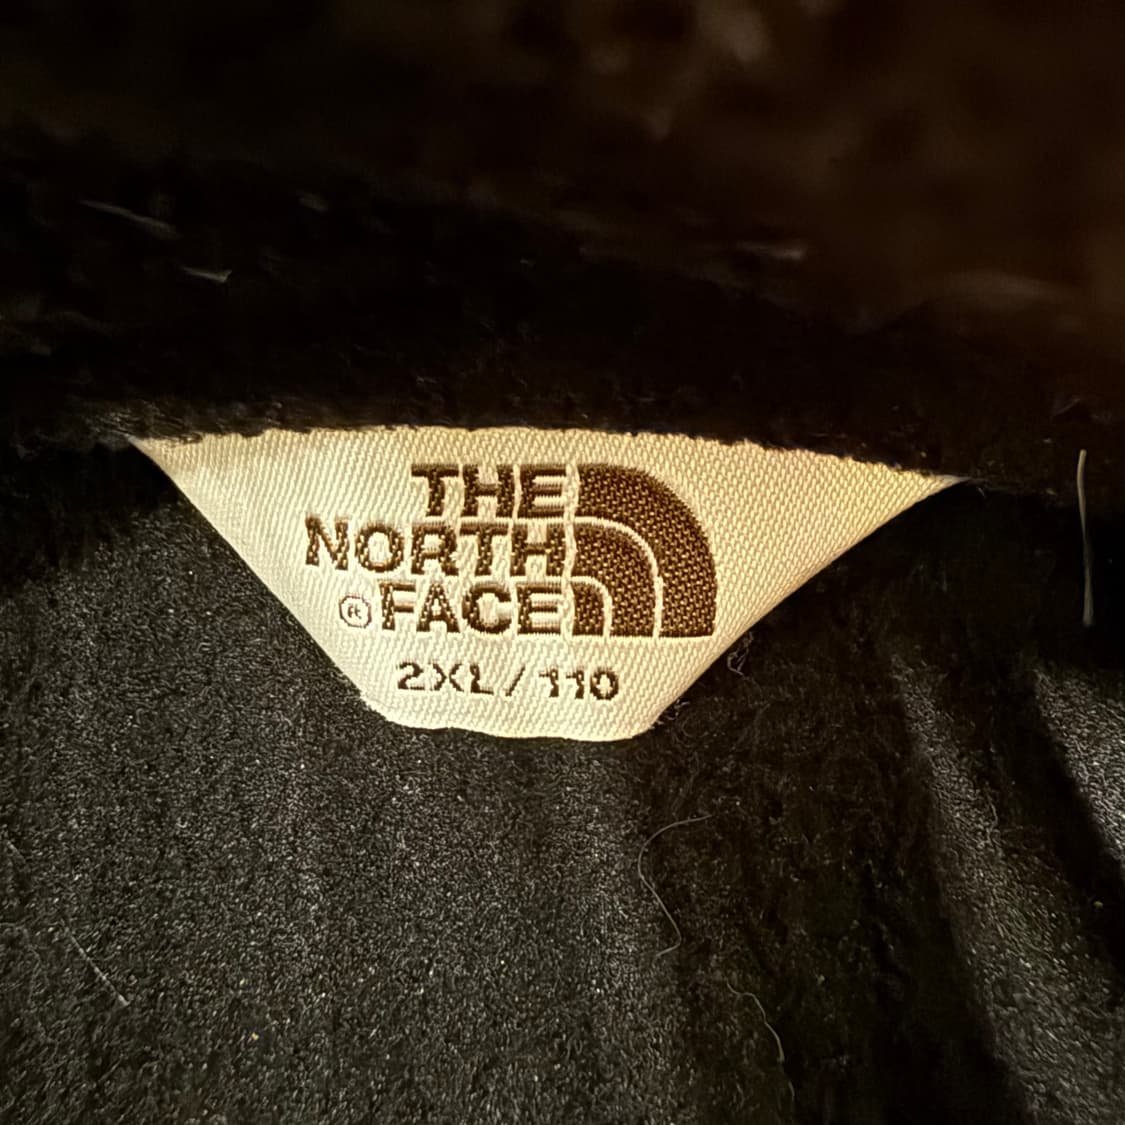 THE
NORTH
®FACE
2XL/110